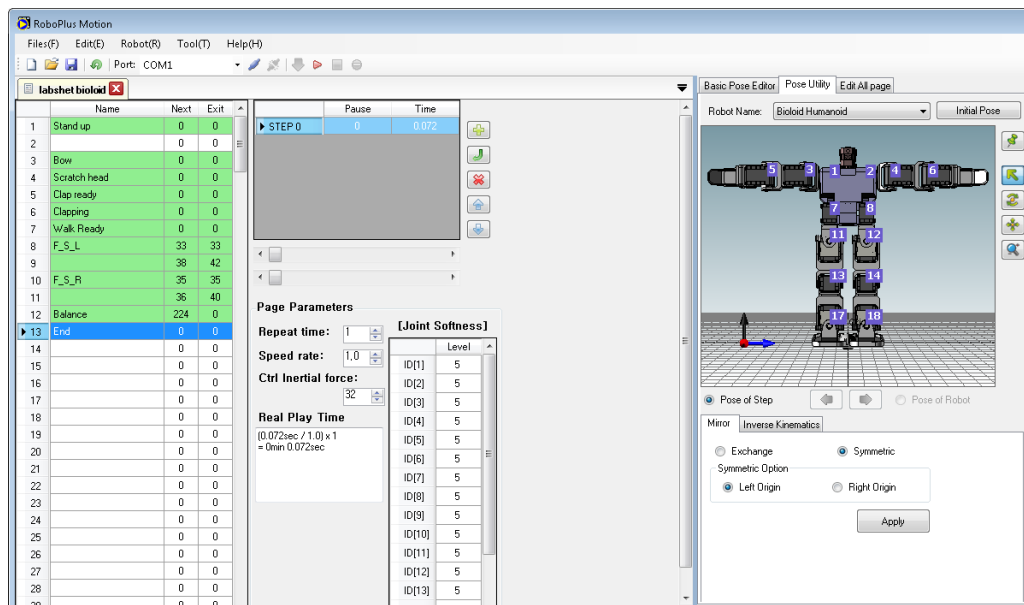 RoboPlus Motion
Files(F) Edit(E) Robot(R) Tool(T) Help(H)
Port: COM1
labshet bioloid
Name Next Exit
1 Stand up 0 0
2 0 0
3 Bow 0 0
4 Scratch head 0 0
5 Clap ready 0 0
6 Clapping 0 0
7 Walk Ready 0 0
8 F_S_L 33 33
9 38 42
10 F_S_R 35 35
11 36 40
12 Balance 224 0
13 End 0 0
14 0 0
15 0 0
16 0 0
17 0 0
18 0 0
19 0 0
20 0 0
21 0 0
22 0 0
23 0 0
24 0 0
25 0 0
26 0 0
27 0 0
28 0 0
Pause Time
STEP 0 0 0.072
Page Parameters
Repeat time: 1
Speed rate: 1,0
Ctrl Inertial force:
32
Real Play Time
(0.072sec / 1.0) x 1
= 0min 0.072sec
[Joint Softness]
Level
ID[1] 5
ID[2] 5
ID[3] 5
ID[4] 5
ID[5] 5
ID[6] 5
ID[7] 5
ID[8] 5
ID[9] 5
ID[10] 5
ID[11] 5
ID[12] 5
ID[13] 5
Basic Pose Editor Pose Utility Edit All page
Robot Name: Bioloid Humanoid Initial Pose
5 3 1 2 4 6
7 8
11 12
13 14
17 18
Pose of Step Pose of Robot
Mirror Inverse Kinematics
Exchange Symmetric
Symmetric Option
Left Origin Right Origin
Apply